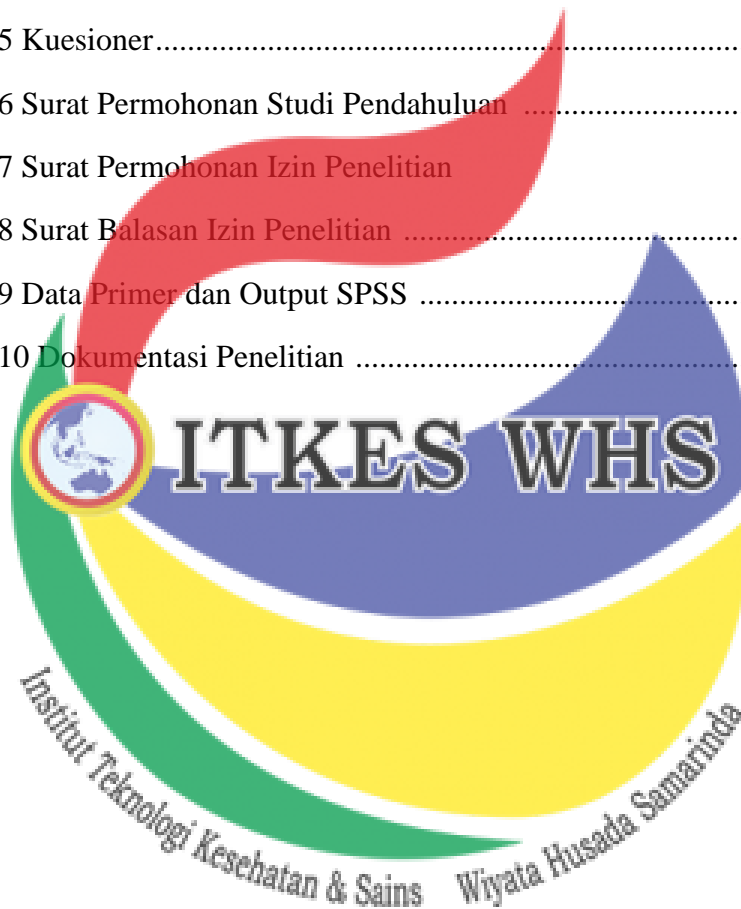 5 Kuesioner....................................................................................
6 Surat Permohonan Studi Pendahuluan ................................
7 Surat Permohonan Izin Penelitian
8 Surat Balasan Izin Penelitian ..................................................
9 Data Primer dan Output SPSS ................................................
10 Dokumentasi Penelitian ..........................................................
ITKES WHS
Institut Teknologi Kesehatan & Sains Wiyata Husada Samarinda